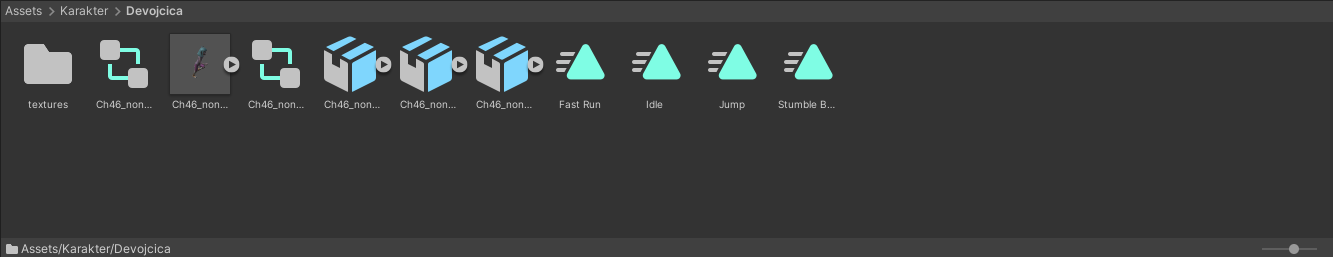 Assets > Karakter > Devojcica
textures
Ch46_non...
Ch46_non...
Ch46_non...
Ch46_non...
Ch46_non...
Ch46_non...
Fast Run
Idle
Jump
Stumble B...
Assets/Karakter/Devojcica